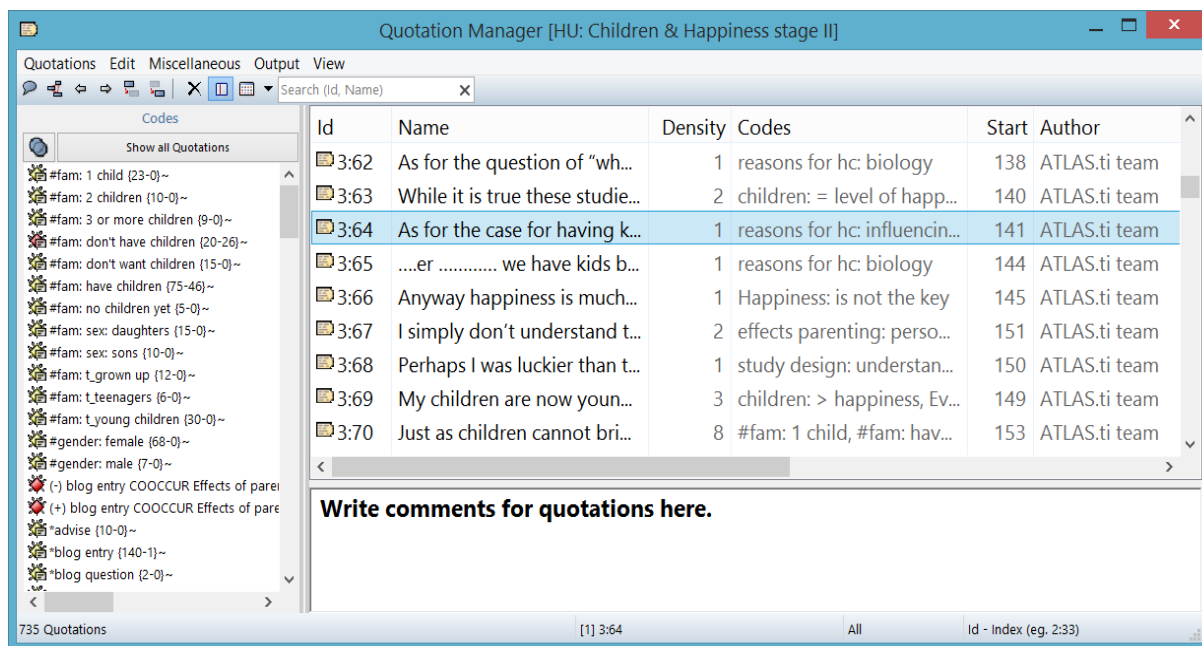 Quotation Manager [HU: Children & Happiness stage II]
Quotations Edit Miscellaneous Output View
Search (Id, Name)
Codes
Show all Quotations
#fam: 1 child {23-0}~
#fam: 2 children {10-0}~
#fam: 3 or more children {9-0}~
#fam: don't have children {20-26}~
#fam: don't want children {15-0}~
#fam: have children {75-46}~
#fam: no children yet {5-0}~
#fam: sex: daughters {15-0}~
#fam: sex: sons {10-0}~
#fam: t_grown up {12-0}~
#fam: t_teenagers {6-0}~
#fam: t_young children {30-0}~
#gender: female {68-0}~
#gender: male {7-0}~
(-) blog entry COOCCUR Effects of parer
(+) blog entry COOCCUR Effects of pare
*advise {10-0}~
*blog entry {140-1}~
*blog question {2-0}~
Id Name Density Codes Start Author
3:62 As for the question of “wh... 1 reasons for hc: biology 138 ATLAS.ti team
3:63 While it is true these studie... 2 children: = level of happ... 140 ATLAS.ti team
3:64 As for the case for having k... 1 reasons for hc: influencin... 141 ATLAS.ti team
3:65 ....er ............ we have kids b... 1 reasons for hc: biology 144 ATLAS.ti team
3:66 Anyway happiness is much... 1 Happiness: is not the key 145 ATLAS.ti team
3:67 I simply don’t understand t... 2 effects parenting: perso... 151 ATLAS.ti team
3:68 Perhaps I was luckier than t... 1 study design: understan... 150 ATLAS.ti team
3:69 My children are now youn... 3 children: > happiness, Ev... 149 ATLAS.ti team
3:70 Just as children cannot bri... 8 #fam: 1 child, #fam: hav... 153 ATLAS.ti team
Write comments for quotations here.
735 Quotations [1] 3:64 All Id - Index (eg. 2:33)